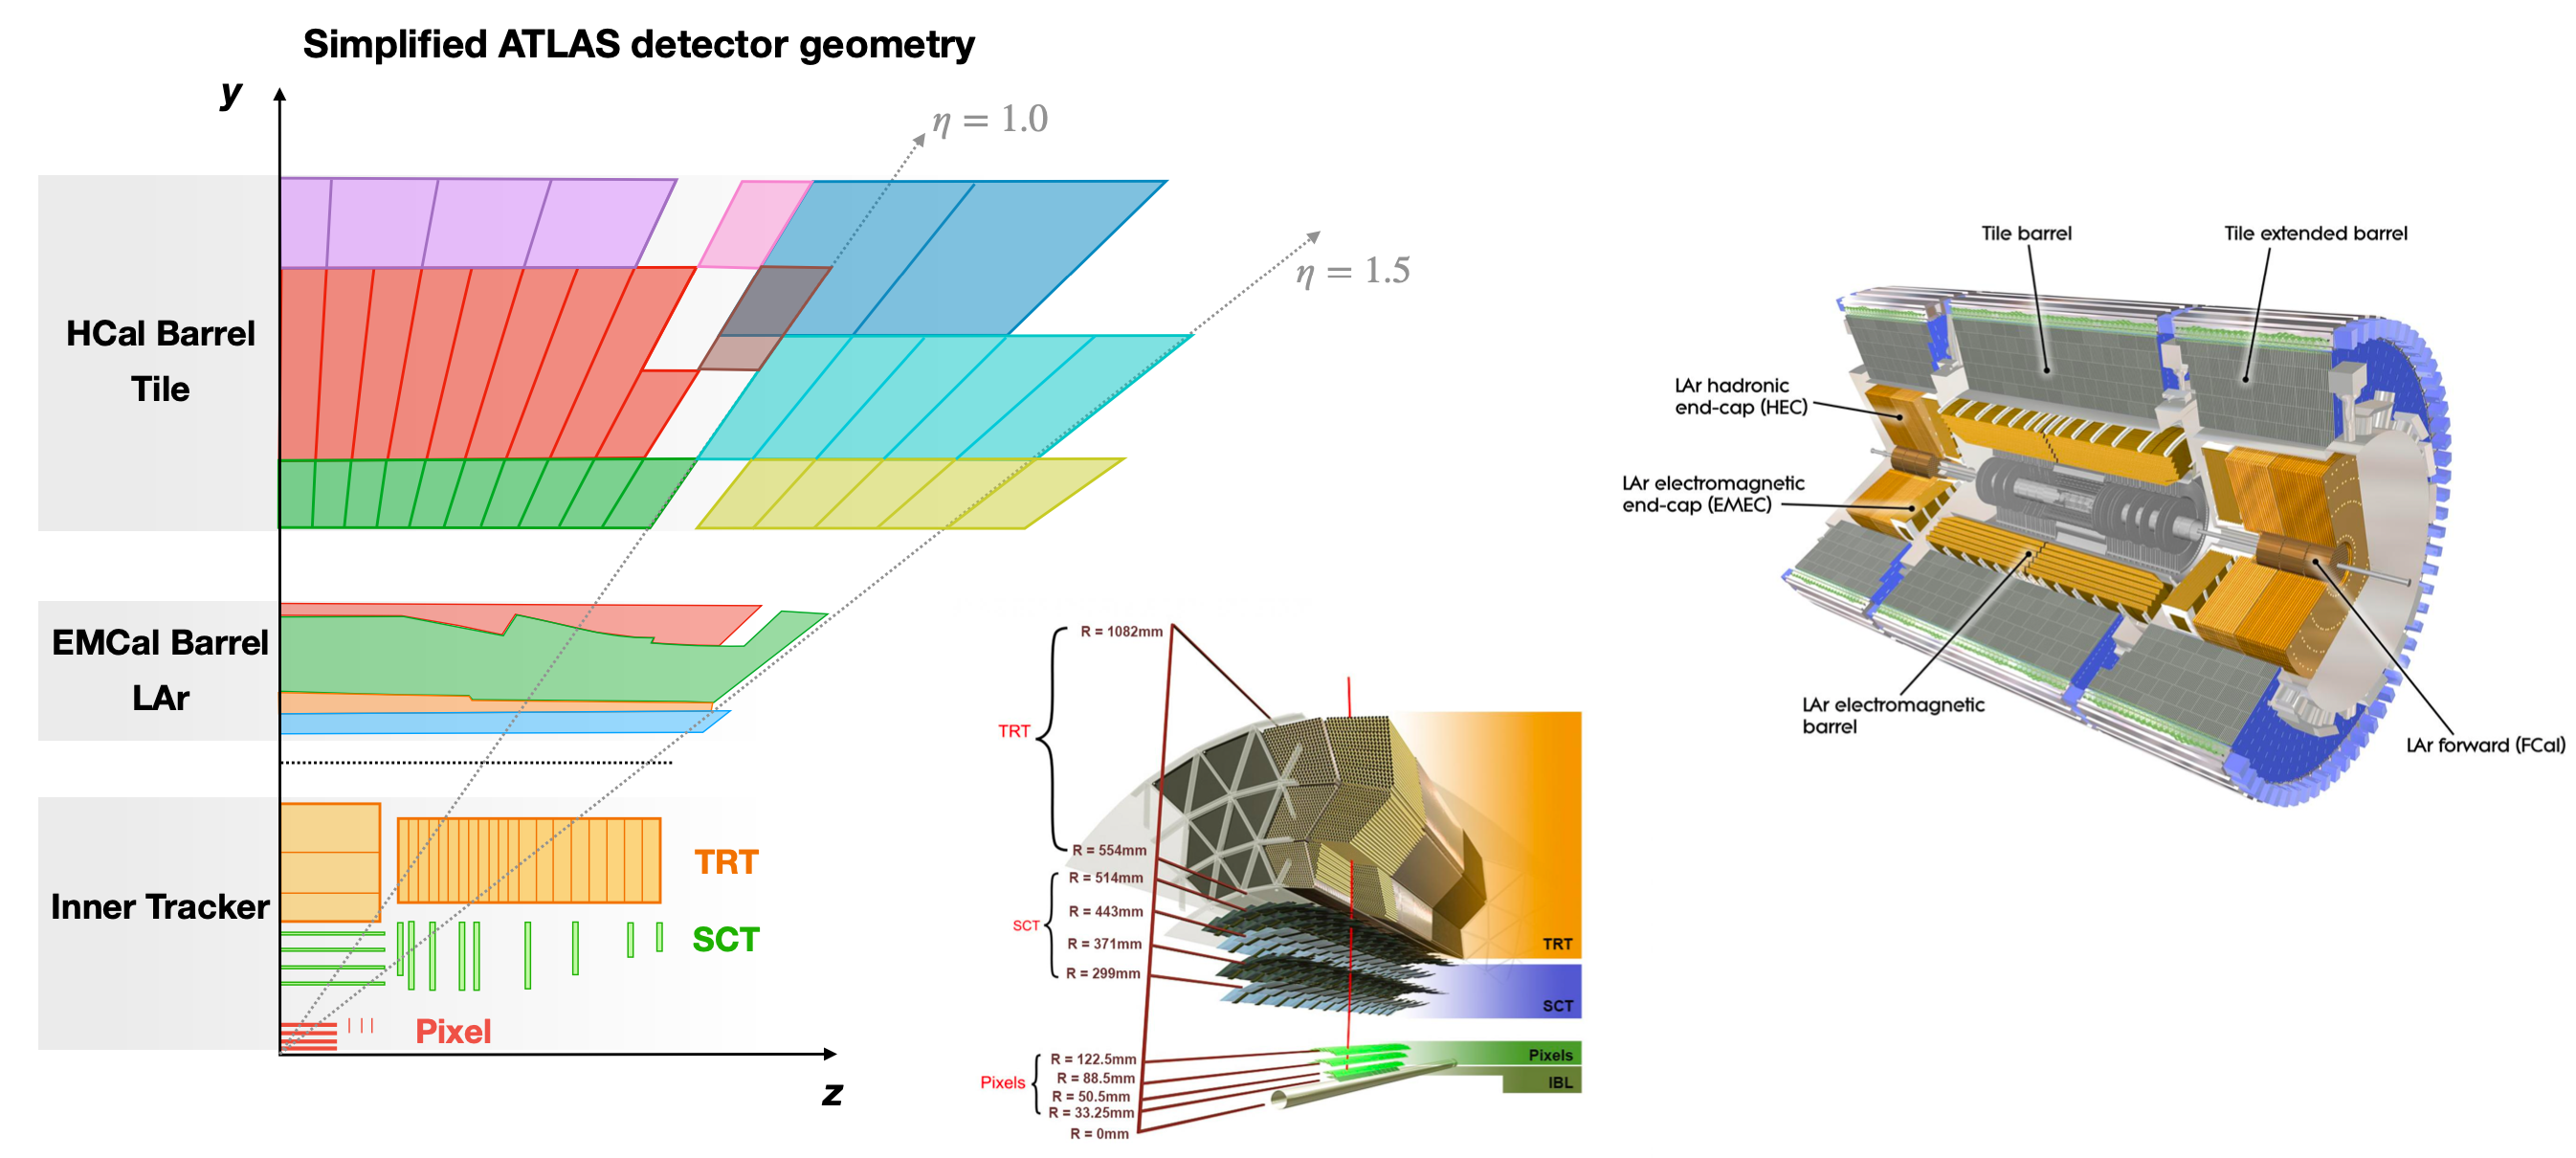 Simplified ATLAS detector geometry
y
η = 1.0
η = 1.5
HCal Barrel
Tile
EMCal Barrel
LAr
Inner Tracker
TRT
SCT
Pixel
z
R = 1082mm
TRT
R = 554mm
R = 514mm
R = 443mm
SCT
R = 371mm
R = 299mm
R = 122.5mm
Pixels
R = 88.5mm
R = 50.5mm
R = 33.25mm
R = 0mm
TRT
SCT
Pixels
IBL
Tile barrel
Tile extended barrel
LAr hadronic
end-cap (HEC)
LAr electromagnetic
end-cap (EMEC)
LAr electromagnetic
barrel
LAr forward (FCal)